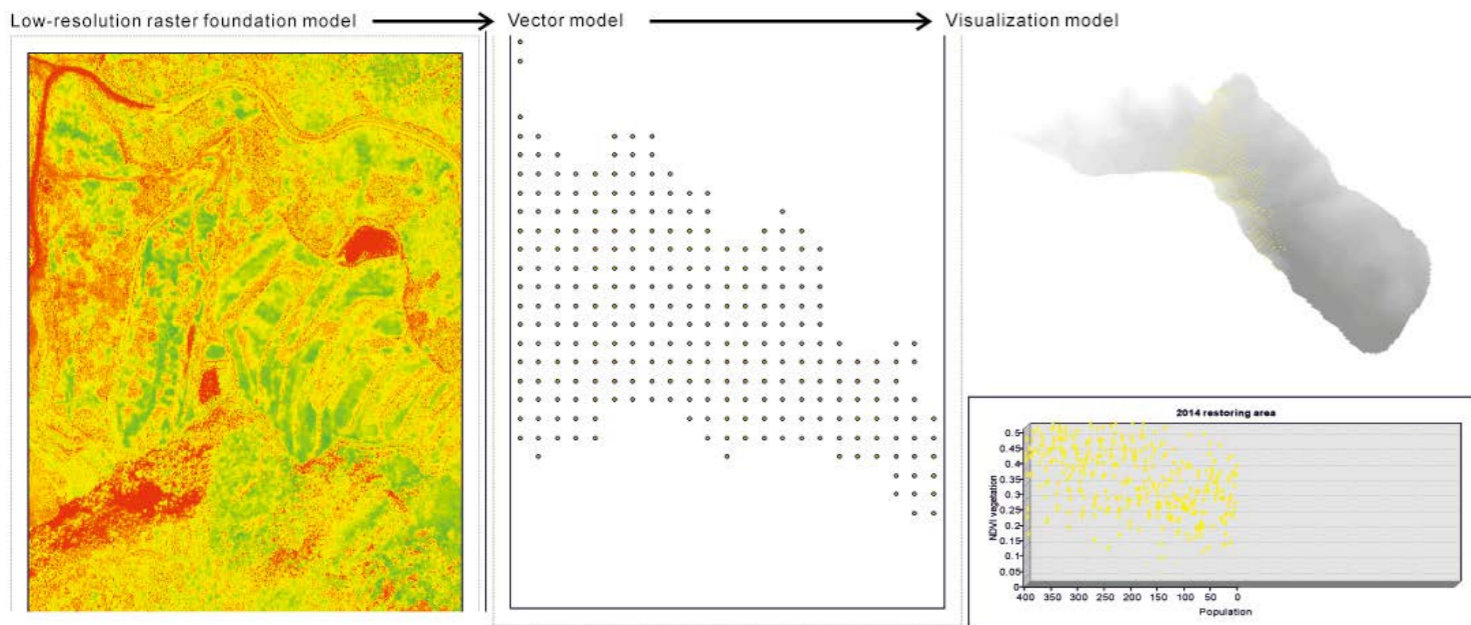 Low-resolution raster foundation model
Vector model
Visualization model
2014 restoring area
NDVI vegetation
0.5
0.45
0.4
0.35
0.3
0.25
0.2
0.15
0.1
0.05
0
400 350 300 250 200 150 100 50 0
Population